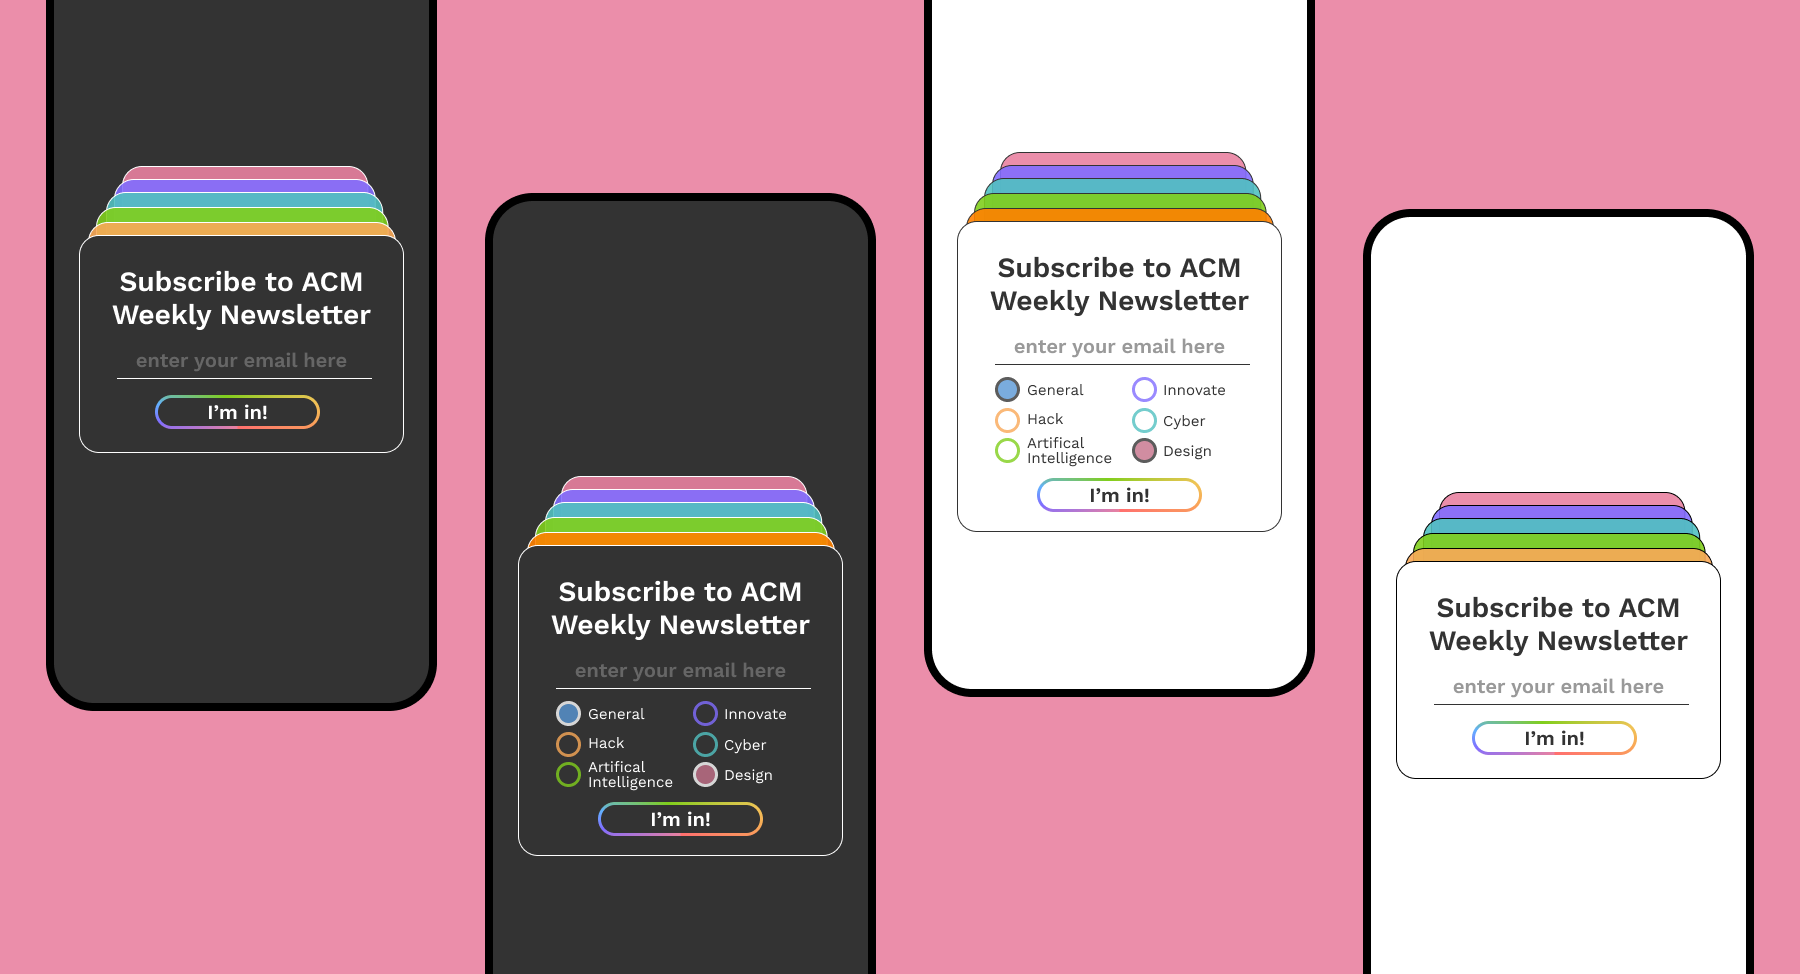 Subscribe to ACM
Weekly Newsletter
enter your email here
I'm in!
Subscribe to ACM
Weekly Newsletter
enter your email here
General
Innovate
Hack
Cyber
Artifical
Intelligence
Design
I'm in!
Subscribe to ACM
Weekly Newsletter
enter your email here
General
Innovate
Hack
Cyber
Artifical
Intelligence
Design
I'm in!
Subscribe to ACM
Weekly Newsletter
enter your email here
I'm in!